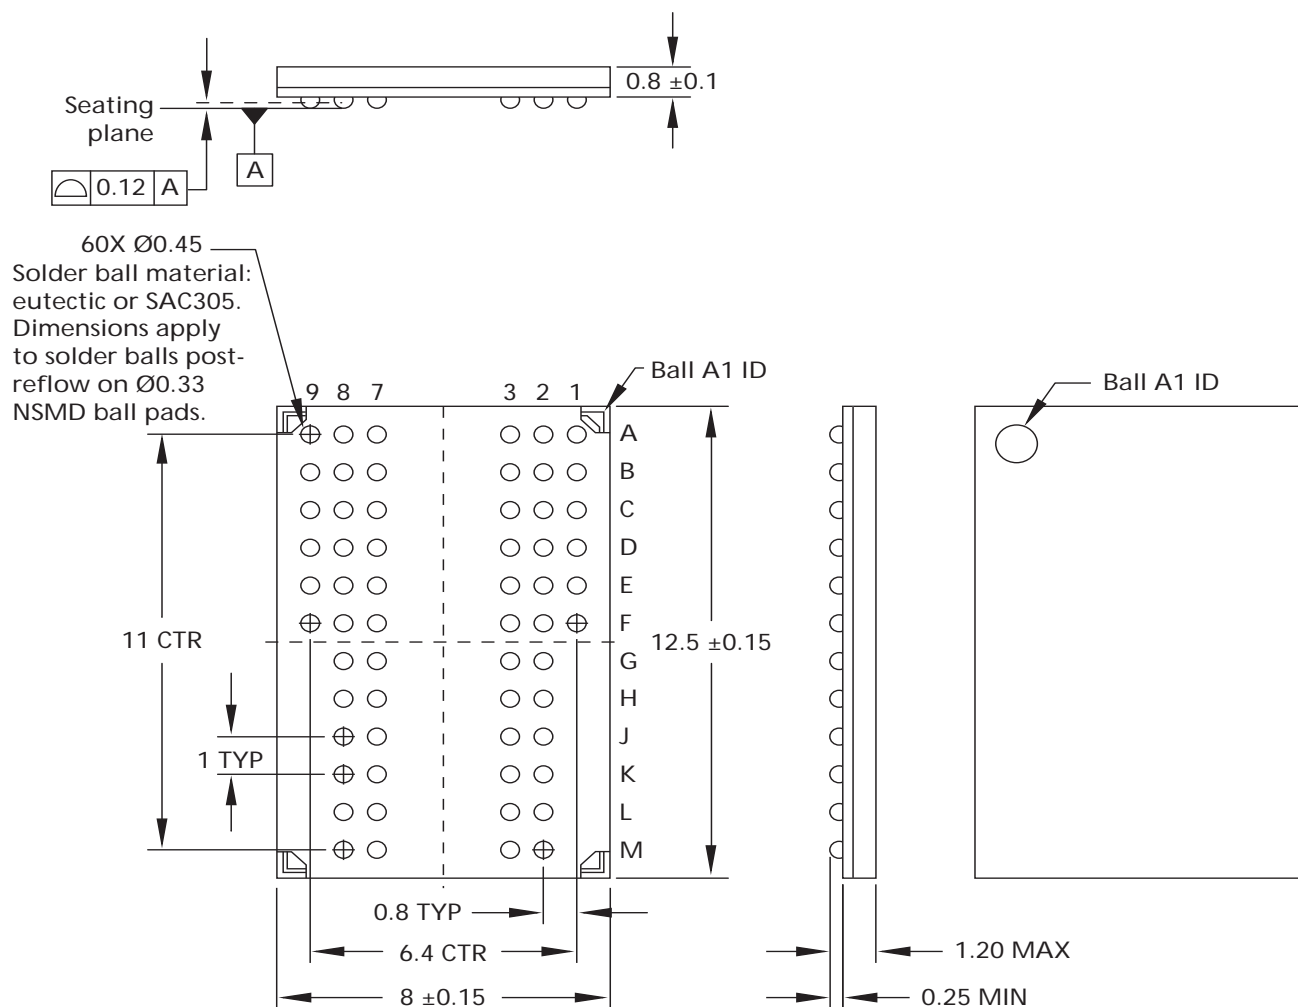 0.8 ±0.1
Seating
plane
A
0.12 A
60X Ø0.45
Solder ball material:
eutectic or SAC305.
Dimensions apply
to solder balls post-
reflow on Ø0.33
NSMD ball pads.
Ball A1 ID
Ball A1 ID
9 8 7 3 2 1
A
B
C
D
E
F
G
H
J
K
L
M
11 CTR
12.5 ±0.15
1 TYP
0.8 TYP
6.4 CTR
8 ±0.15
1.20 MAX
0.25 MIN